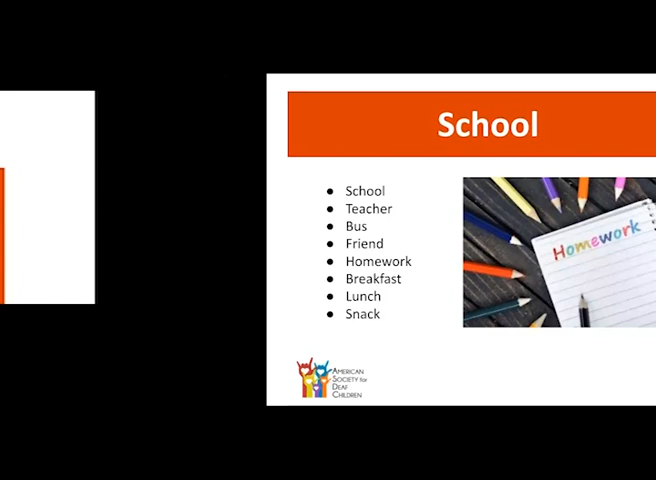 School
School
Teacher
Bus
Friend
Homework
Breakfast
Lunch
Snack
Homework
AMERICAN
SOCIETY for
DEAF
CHILDREN